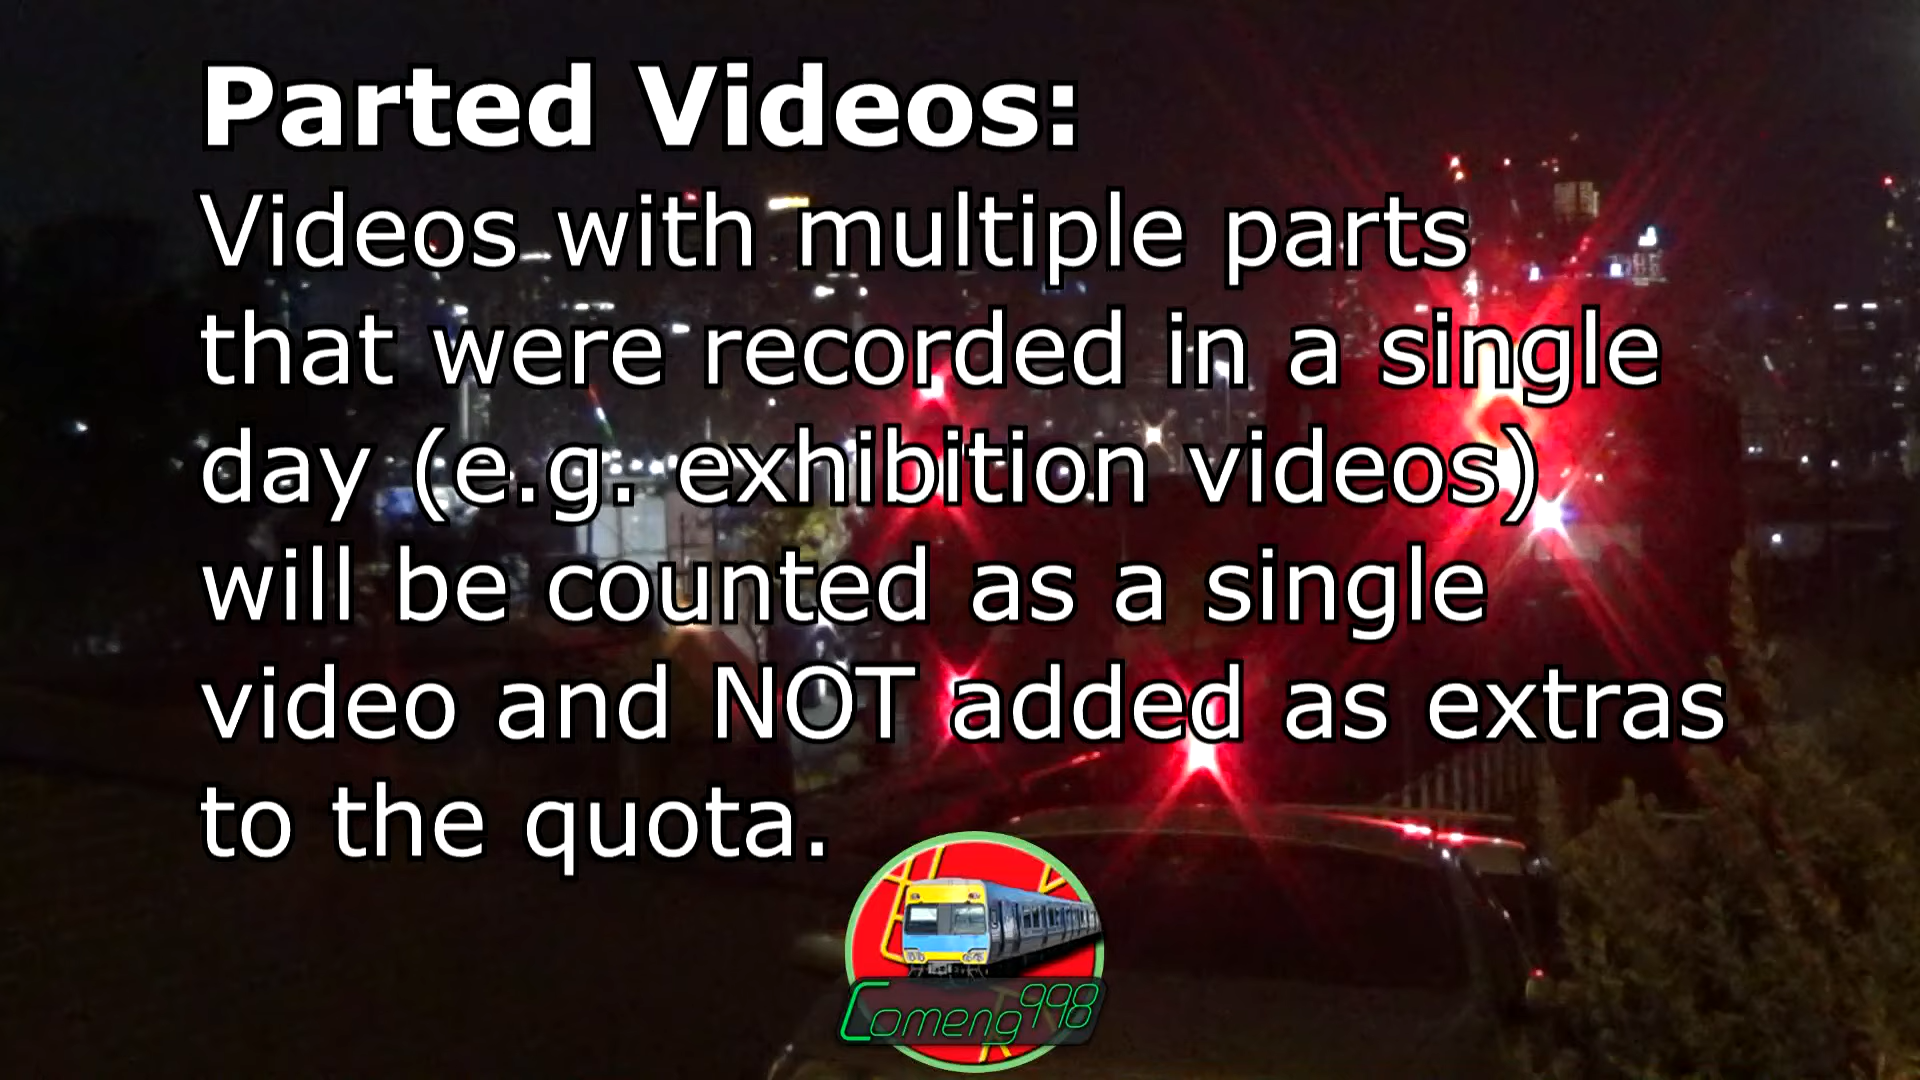 Parted Videos:
Videos with multiple parts
that were recorded in a single
day (e.g. exhibition videos)
will be counted as a single
video and NOT added as extras
to the quota.
Comeng998